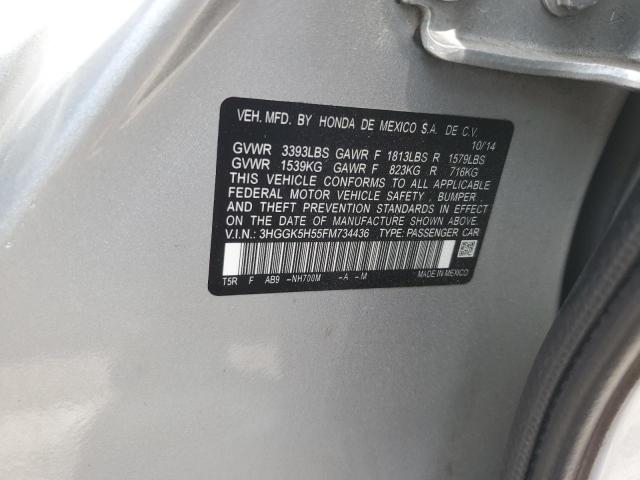 VEH. MFD. BY HONDA DE MEXICO S.A. DE C.V.
10/14
GVWR 3393LBS GAWR F 1813LBS R 1579LBS
GVWR 1539KG GAWR F 823KG R 716KG
THIS VEHICLE CONFORMS TO ALL APPLICABLE
FEDERAL MOTOR VEHICLE SAFETY , BUMPER ,
AND THEFT PREVENTION STANDARDS IN EFFECT
ON THE DATE OF MANUFACTURE SHOWN ABOVE.
V.I.N.: 3HGGK5H55FM734436 TYPE: PASSENGER CAR
T5R F AB9 -NH700M -A -M
MADE IN MEXICO